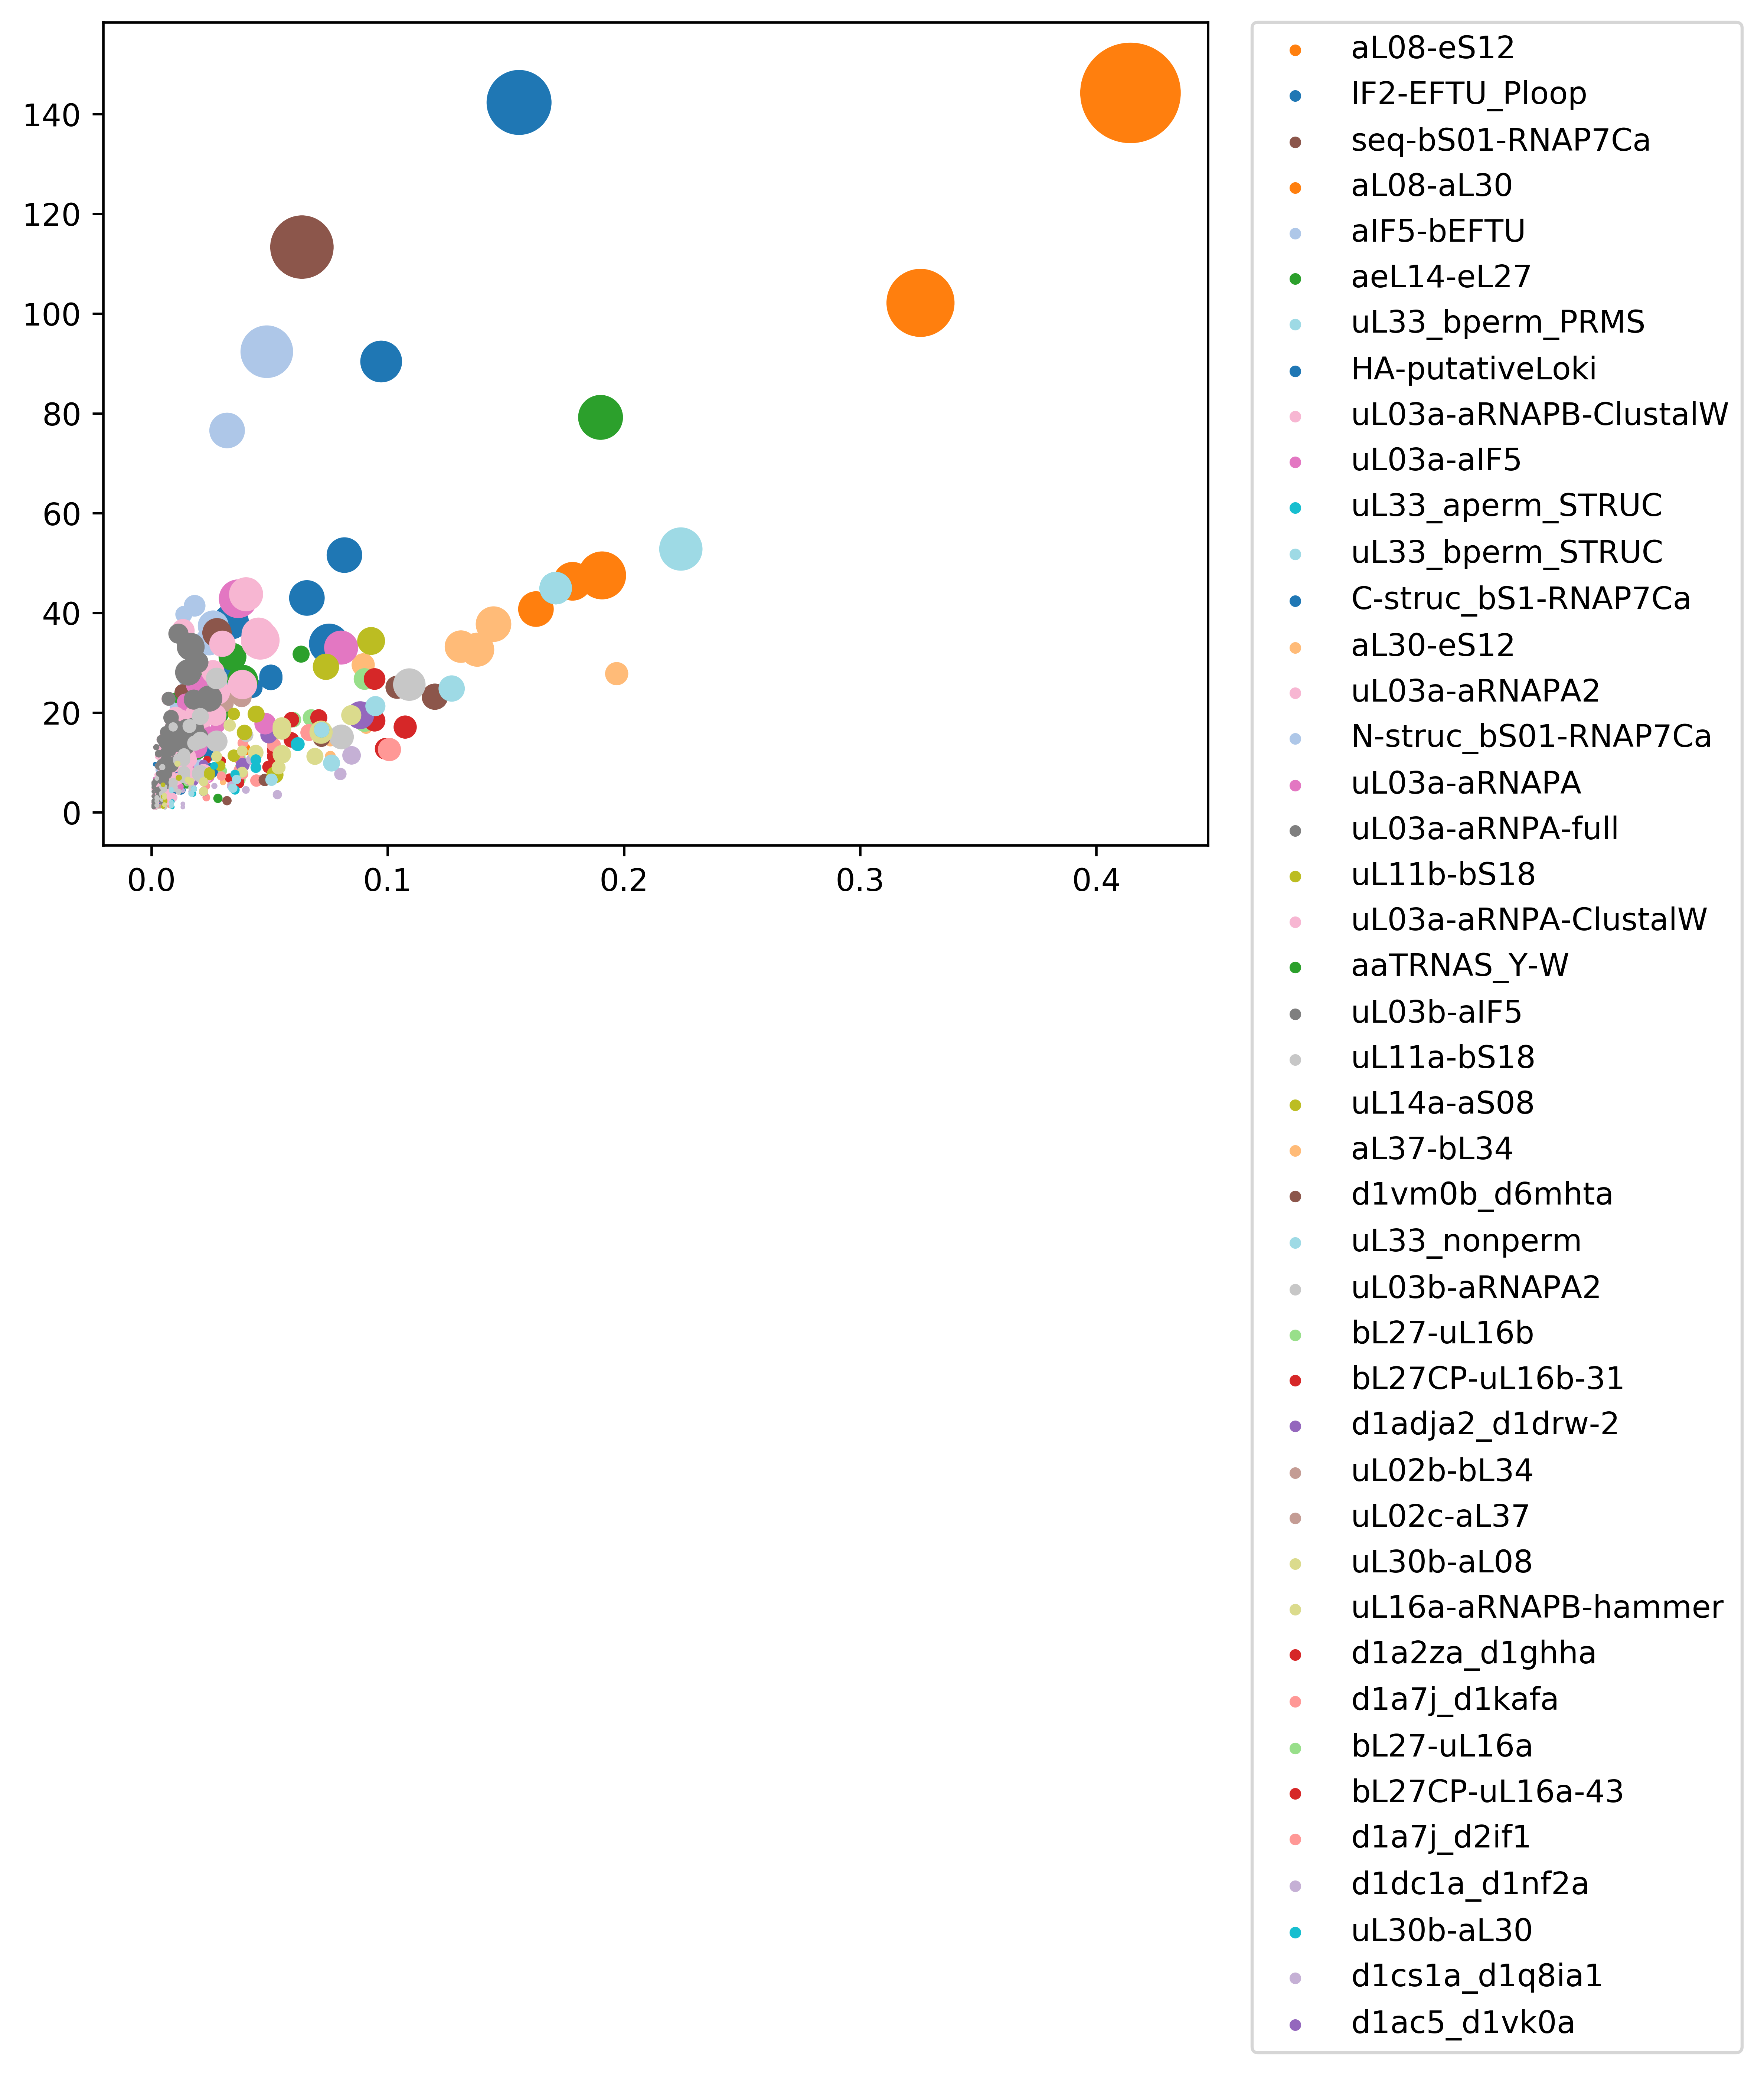 140
120
100
80
60
40
20
0
0.0 0.1 0.2 0.3 0.4
aL08-eS12
IF2-EFTU_Ploop
seq-bS01-RNAP7Ca
aL08-aL30
aIF5-bEFTU
aeL14-eL27
uL33_bperm_PRMS
HA-putativeLoki
uL03a-aRNAPB-ClustalW
uL03a-aIF5
uL33_aperm_STRUC
uL33_bperm_STRUC
C-struc_bS1-RNAP7Ca
aL30-eS12
uL03a-aRNAPA2
N-struc_bS01-RNAP7Ca
uL03a-aRNAPA
uL03a-aRNPA-full
uL11b-bS18
uL03a-aRNPA-ClustalW
aaTRNAS_Y-W
uL03b-aIF5
uL11a-bS18
uL14a-aS08
aL37-bL34
d1vm0b_d6mhta
uL33_nonperm
uL03b-aRNAPA2
bL27-uL16b
bL27CP-uL16b-31
d1adja2_d1drw-2
uL02b-bL34
uL02c-aL37
uL30b-aL08
uL16a-aRNAPB-hammer
d1a2za_d1ghha
d1a7j_d1kafa
bL27-uL16a
bL27CP-uL16a-43
d1a7j_d2if1
d1dc1a_d1nf2a
uL30b-aL30
d1cs1a_d1q8ia1
d1ac5_d1vk0a